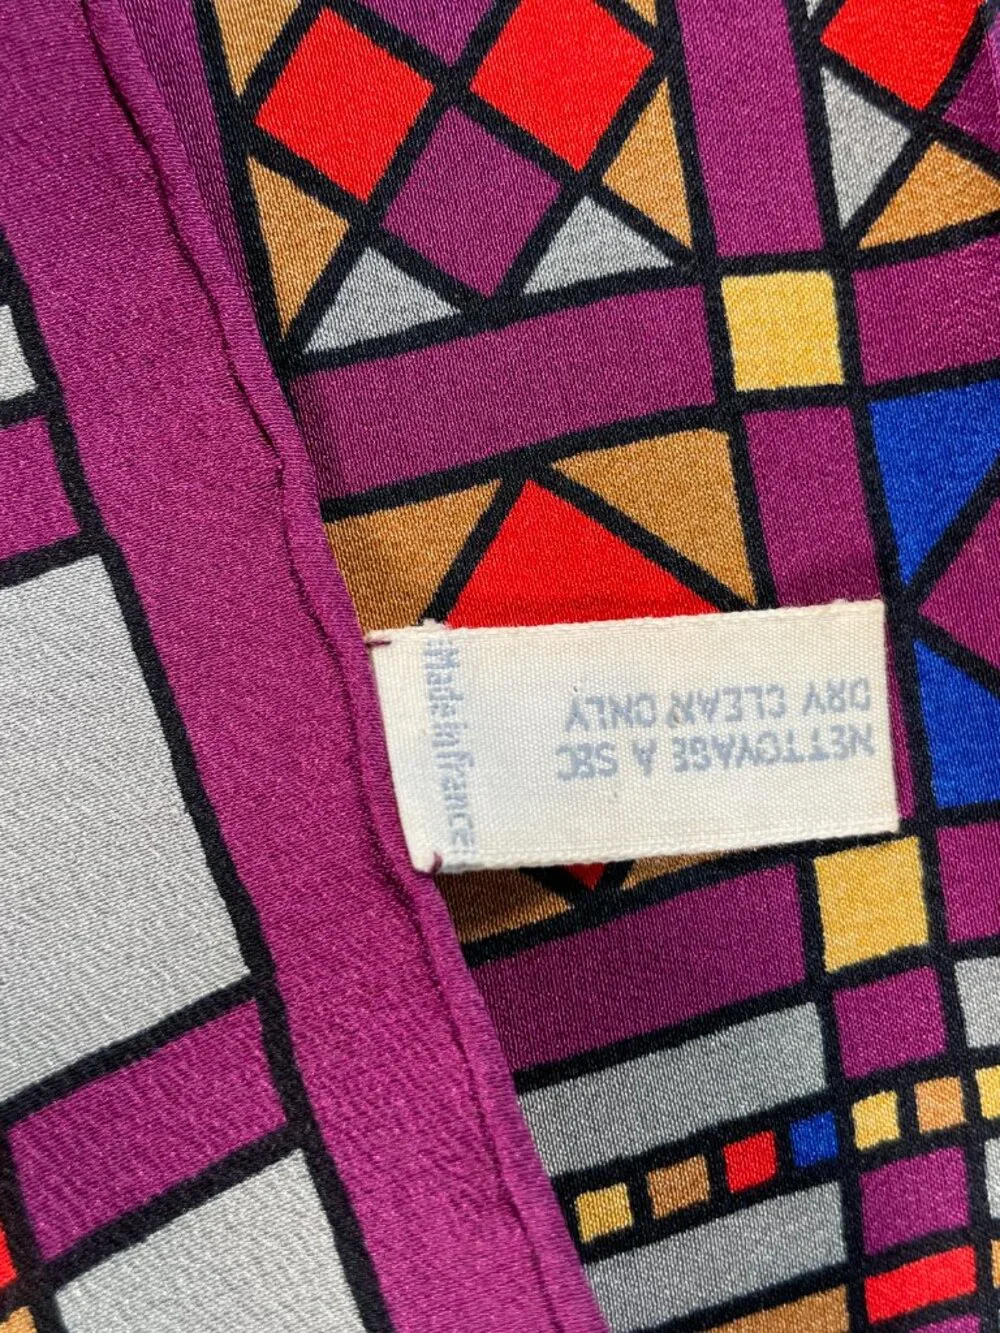 NETTOYAGE A SEC
DRY CLEAN ONLY
Made in France